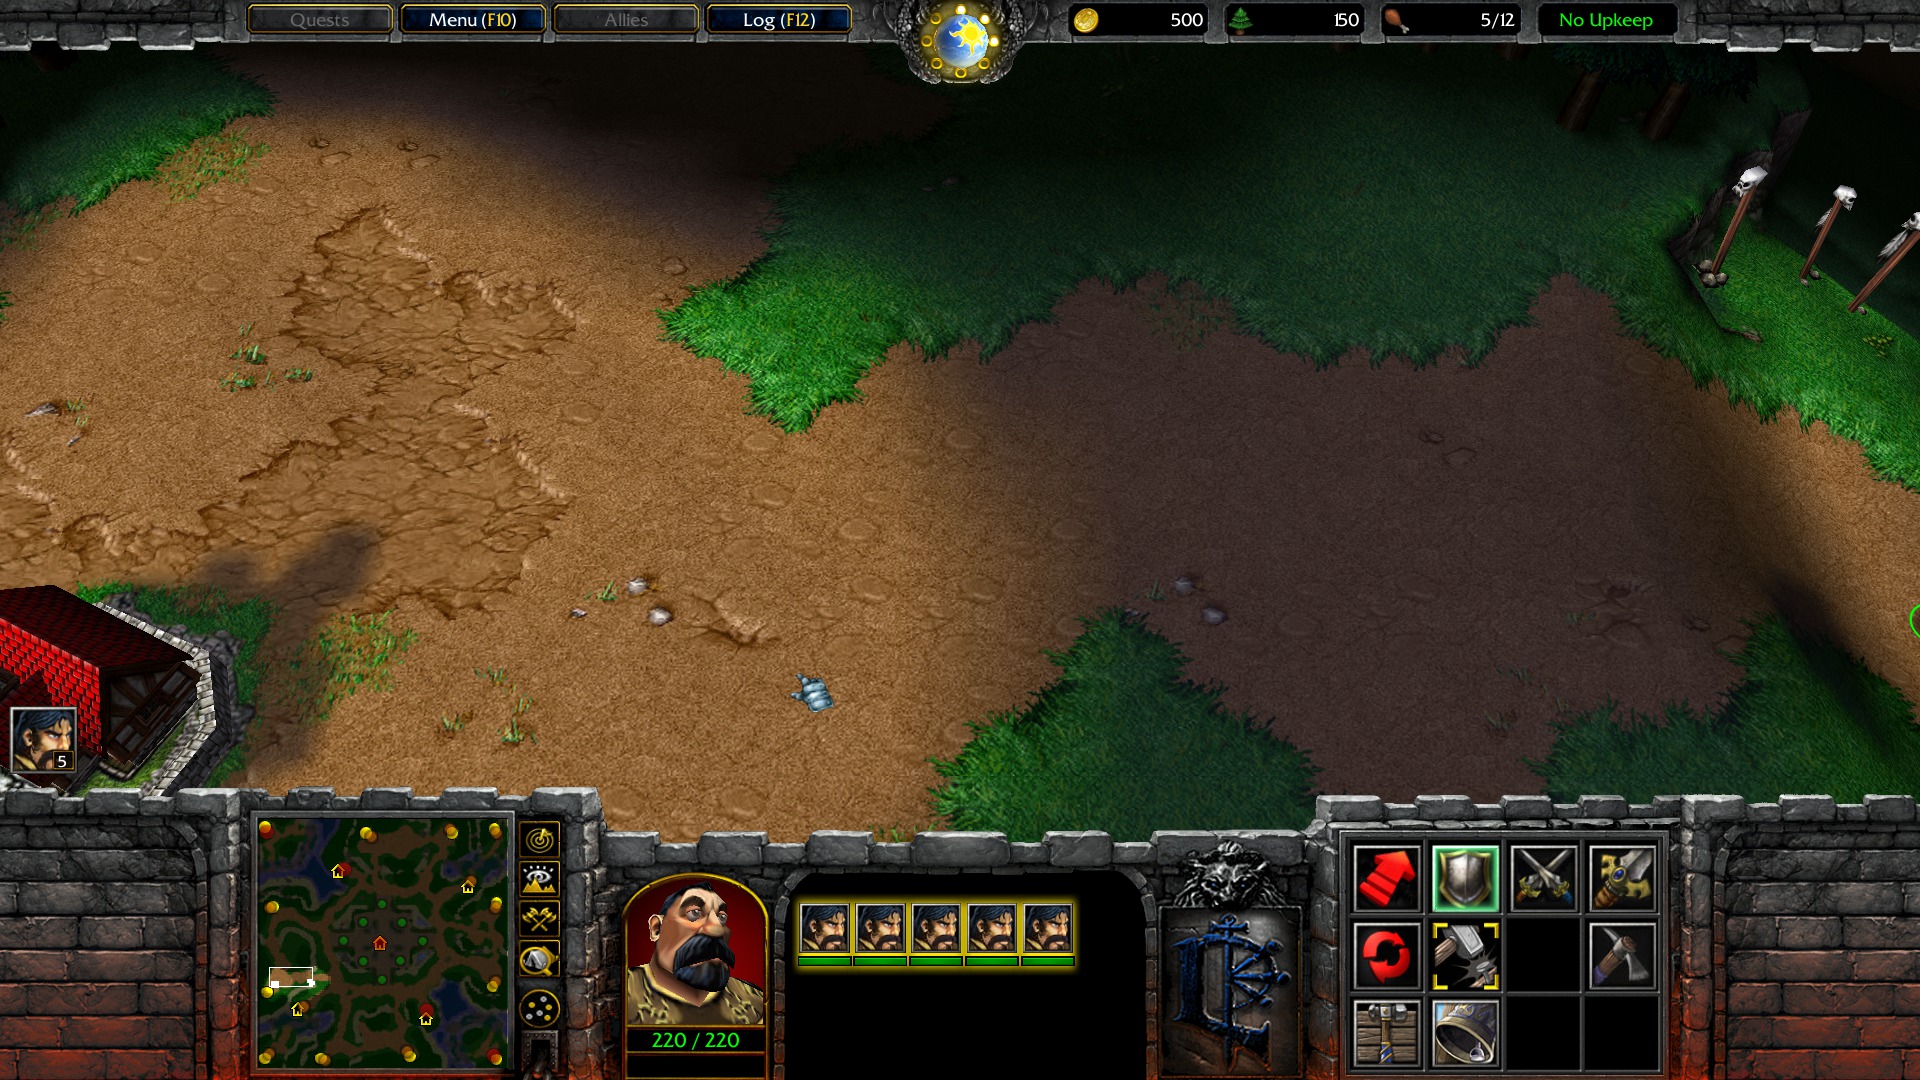 Quests
Menu (F10)
Allies
Log (F12)
500
150
5/12
No Upkeep
5
220 / 220